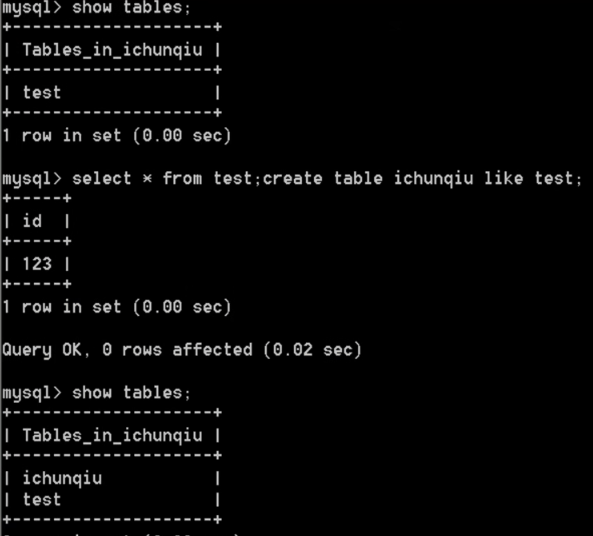 mysql> show tables;
+--------------------+
| Tables_in_ichunqiu |
+--------------------+
| test               |
+--------------------+
1 row in set (0.00 sec)
mysql> select * from test;create table ichunqiu like test;
+-----+
| id  |
+-----+
| 123 |
+-----+
1 row in set (0.00 sec)
Query OK, 0 rows affected (0.02 sec)
mysql> show tables;
+--------------------+
| Tables_in_ichunqiu |
+--------------------+
| ichunqiu           |
| test               |
+--------------------+